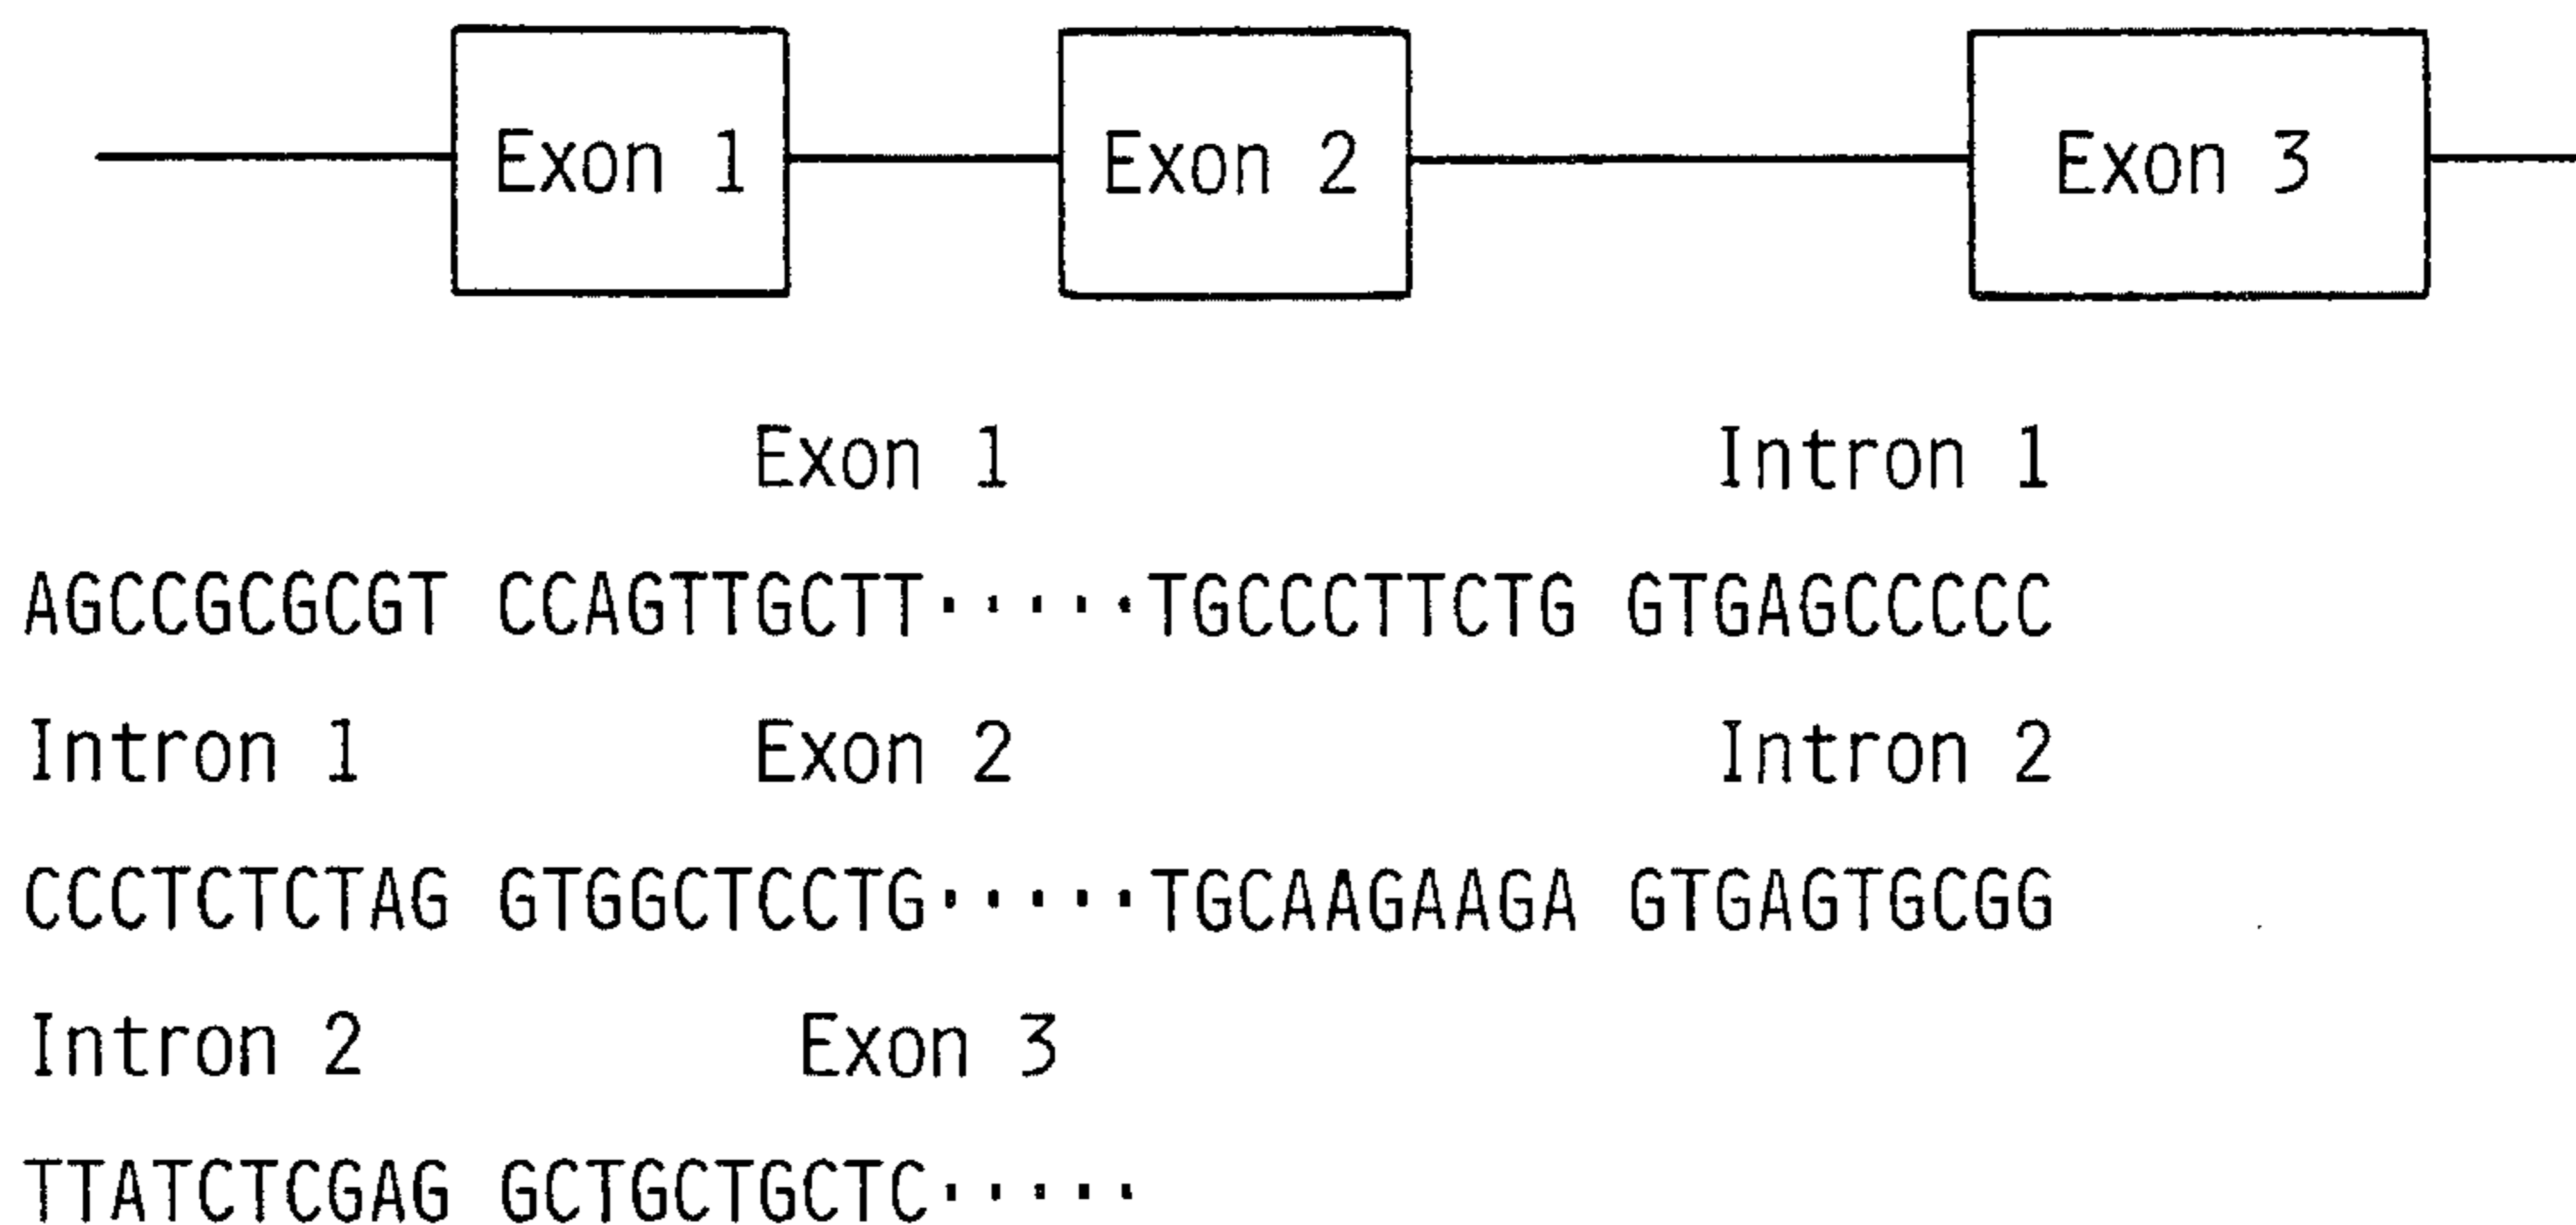 Exon 1 Exon 2 Exon 3
Exon 1 Intron 1
AGCCGCGCGT CCAGTTGCTT·····TGCCCTTCTG GTGAGCCCCC
Intron 1 Exon 2 Intron 2
CCCTCTCTAG GTGGCTCCTG·····TGCAAGAAGA GTGAGTGCGG
Intron 2 Exon 3
TTATCTCGAG GCTGCTGCTC·····